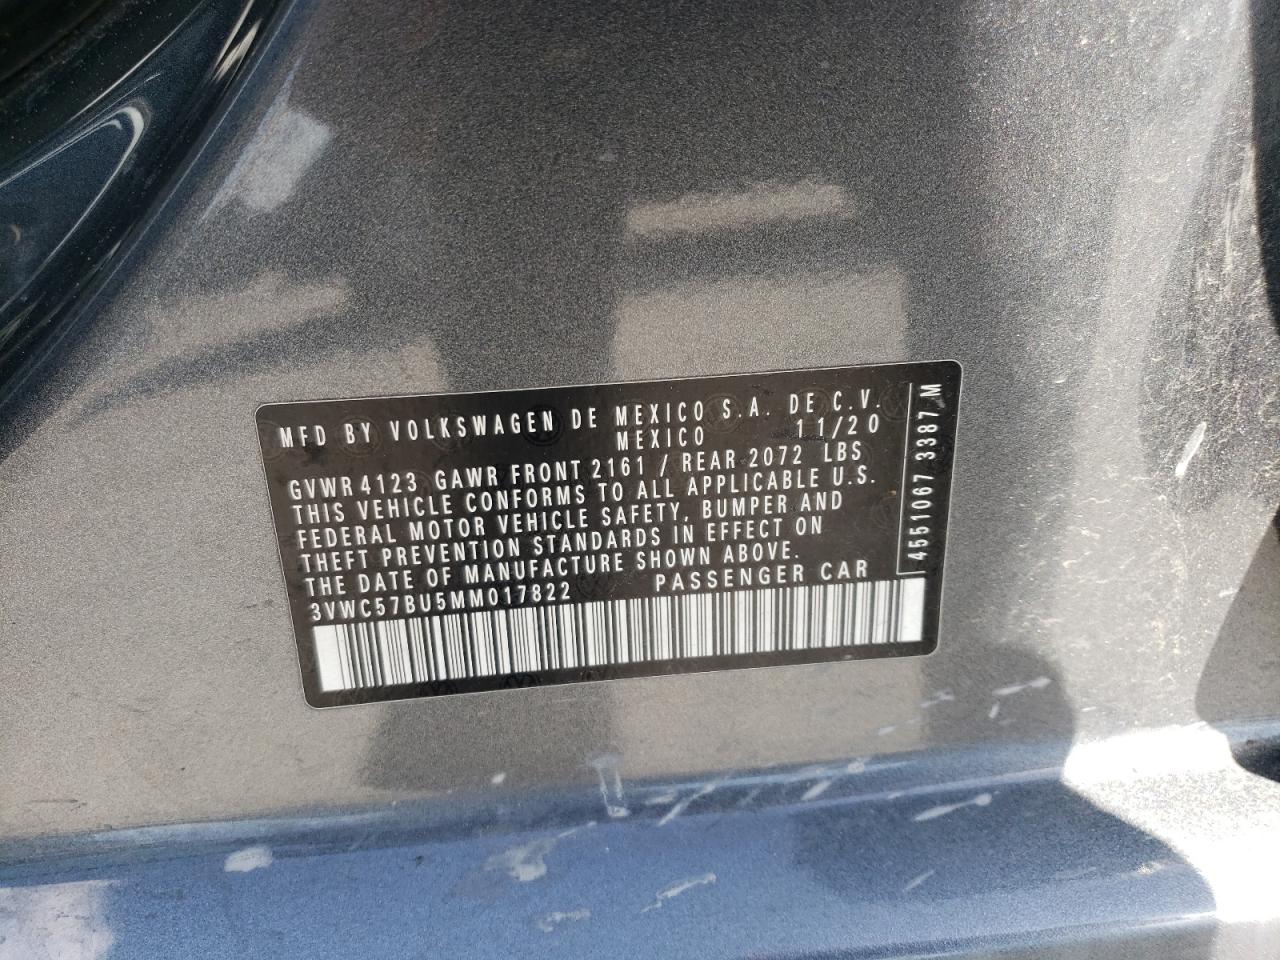 MFD BY VOLKSWAGEN DE MEXICO S.A. DE C.V.
MEXICO 11/20
GVWR 4123 GAWR FRONT 2161 / REAR 2072 LBS
THIS VEHICLE CONFORMS TO ALL APPLICABLE U.S.
FEDERAL MOTOR VEHICLE SAFETY, BUMPER AND
THEFT PREVENTION STANDARDS IN EFFECT ON
THE DATE OF MANUFACTURE SHOWN ABOVE.
3VWC57BU5MM017822 PASSENGER CAR
4551067 3387 M